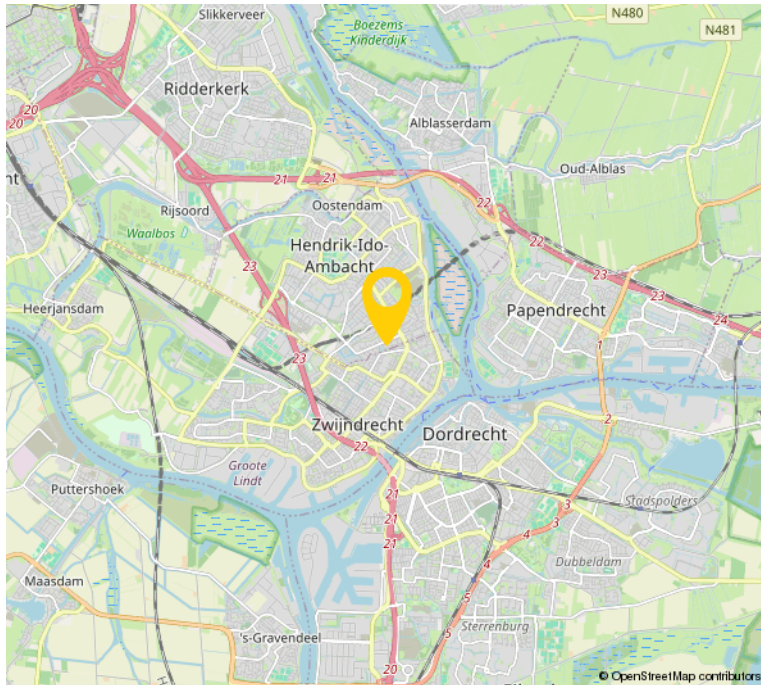 Slikkerveer
Boezems
Kinderdijk
N480
N481
Ridderkerk
20
20
20
Alblasserdam
Oud-Alblas
21
21
22
22
Oostendam
Rijsoord
Waalbos
Hendrik-Ido-
Ambacht
23
23
23
24
Heerjansdam
Papendrecht
1
23
Zwijndrecht
Dordrecht
2
22
Groote
Lindt
Puttershoek
21
21
21
Stadspolders
3
3
4
4
Dubbeldam
Maasdam
5
5
Sterrenburg
's-Gravendeel
20
© OpenStreetMap contributors